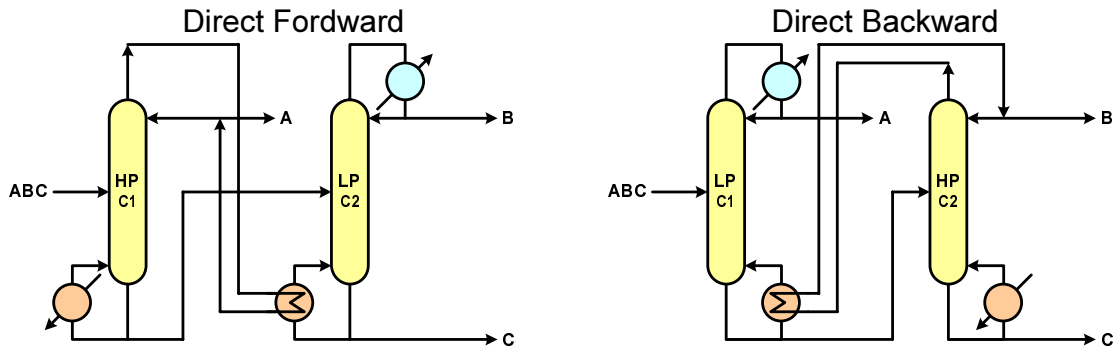 Direct Fordward
A
B
HP
C1
LP
C2
ABC
C
Direct Backward
A
B
LP
C1
HP
C2
ABC
C